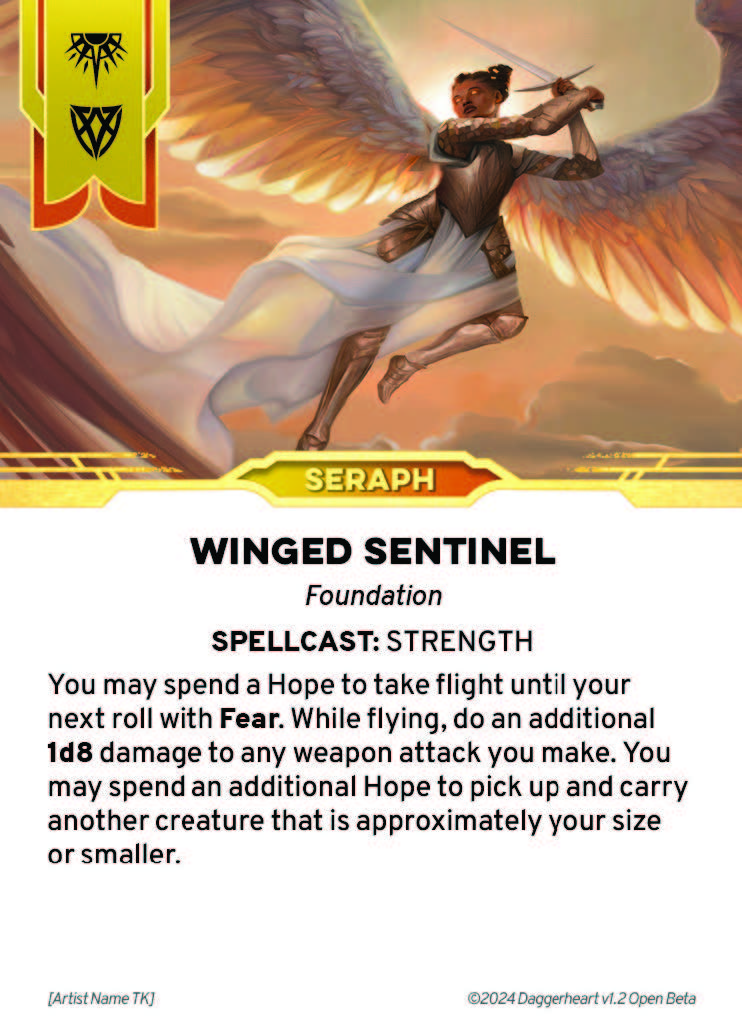 SERAPH
WINGED SENTINEL
Foundation
SPELLCAST: STRENGTH
You may spend a Hope to take flight until your
next roll with Fear. While flying, do an additional
1d8 damage to any weapon attack you make. You
may spend an additional Hope to pick up and carry
another creature that is approximately your size
or smaller.
[Artist Name TK]
©2024 Daggerheart v1.2 Open Beta